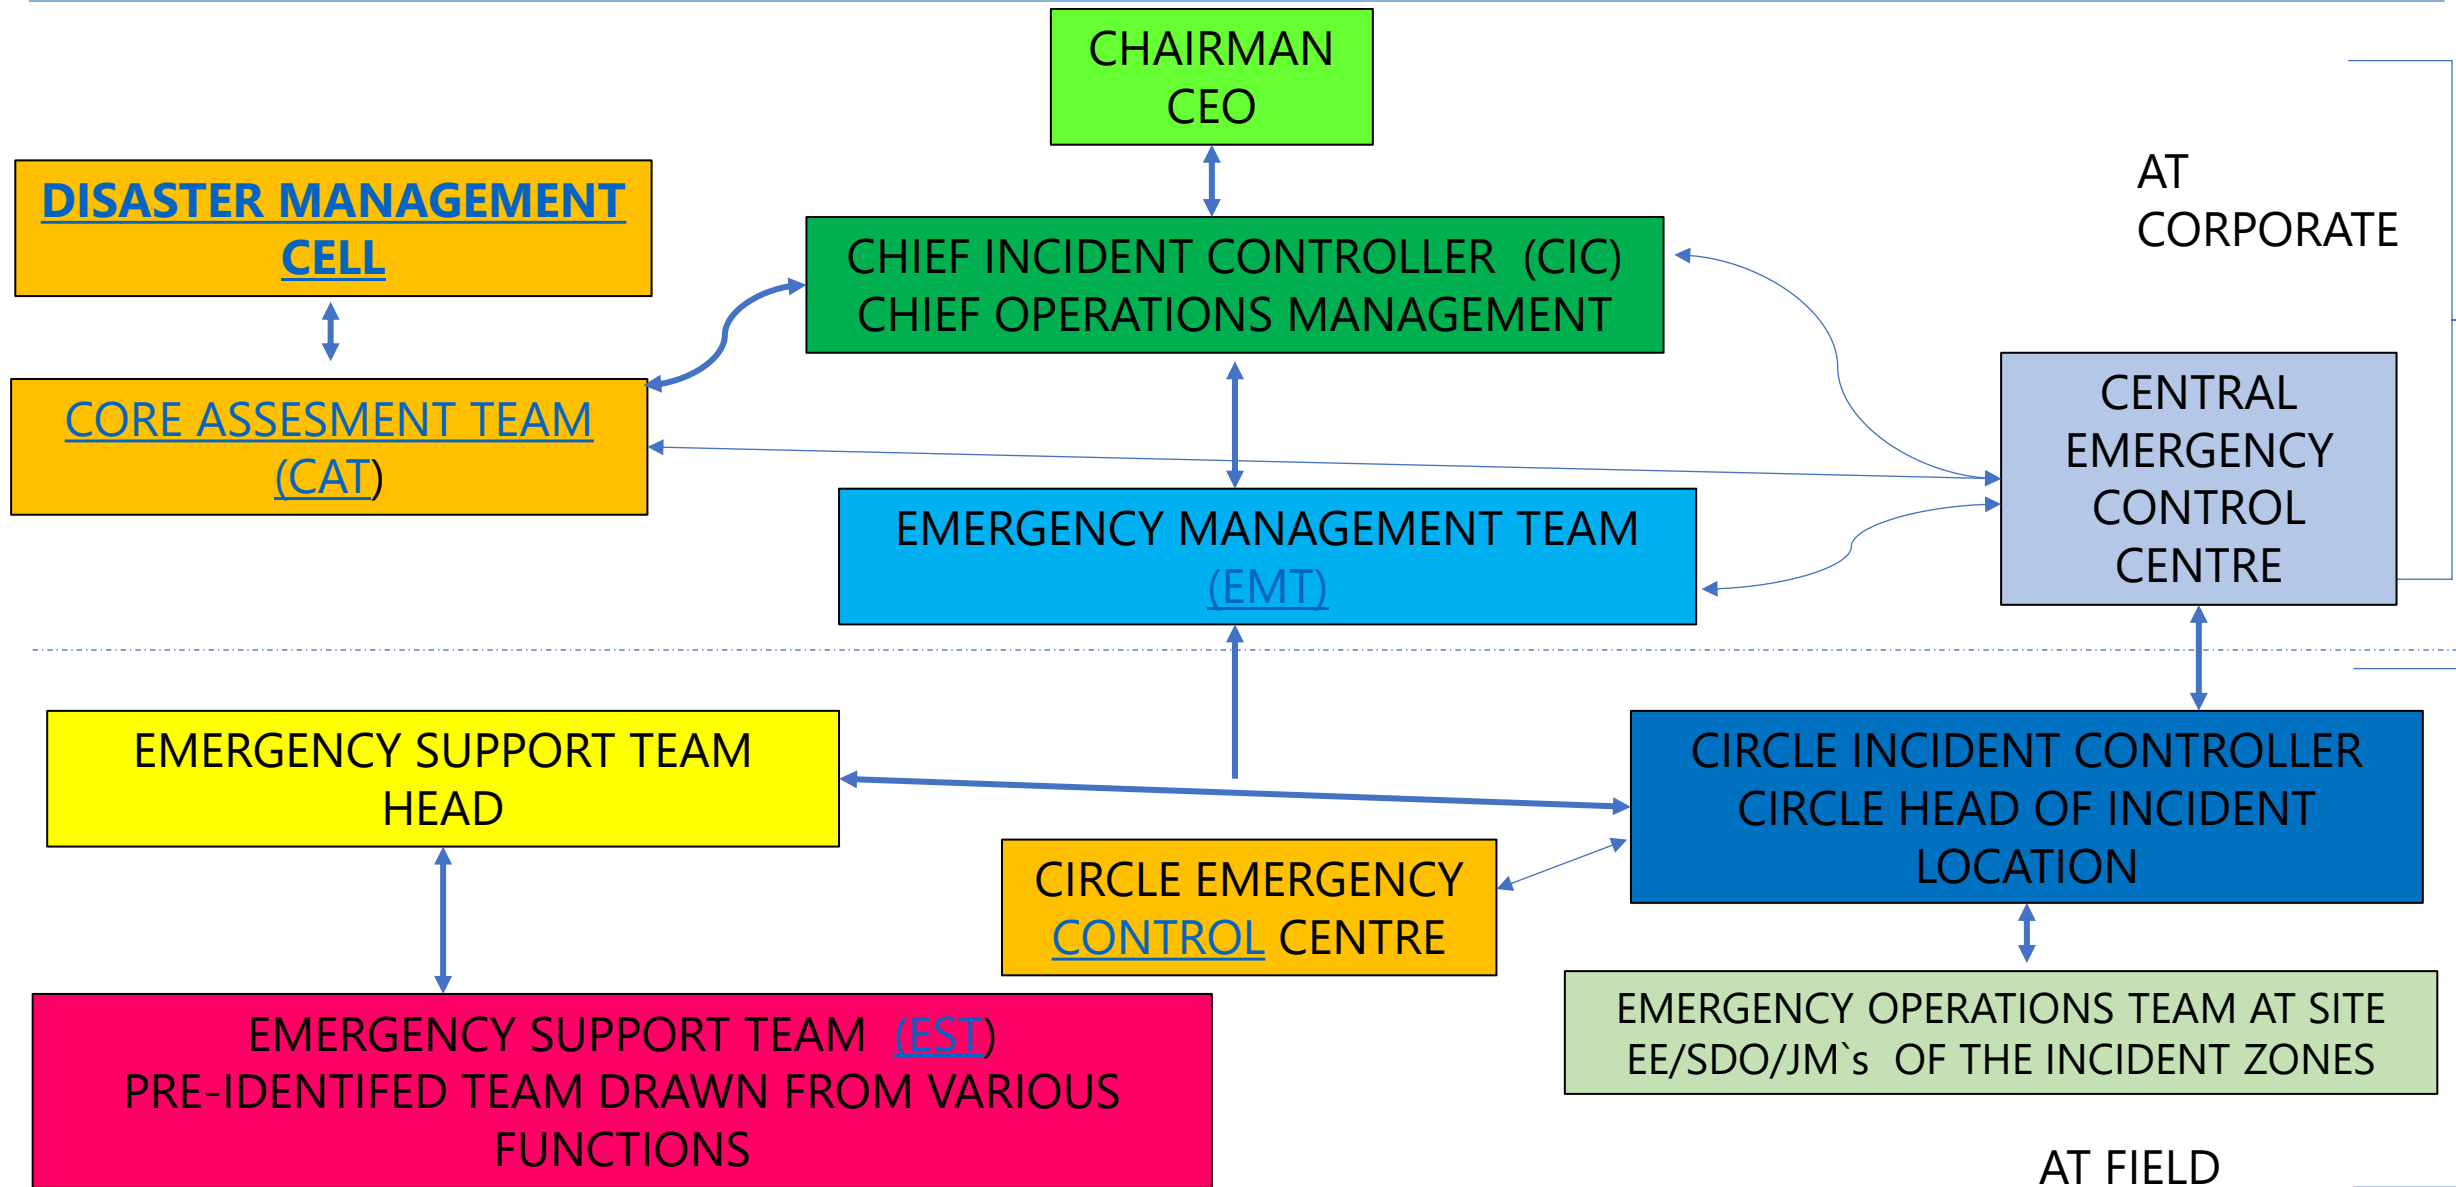 CHAIRMAN
CEO
DISASTER MANAGEMENT
CELL
CHIEF INCIDENT CONTROLLER  (CIC)
CHIEF OPERATIONS MANAGEMENT
AT
CORPORATE
CORE ASSESMENT TEAM
(CAT)
CENTRAL
EMERGENCY
CONTROL
CENTRE
EMERGENCY MANAGEMENT TEAM
(EMT)
EMERGENCY SUPPORT TEAM
HEAD
CIRCLE INCIDENT CONTROLLER
CIRCLE HEAD OF INCIDENT
LOCATION
CIRCLE EMERGENCY
CONTROL CENTRE
EMERGENCY SUPPORT TEAM  (EST)
PRE-IDENTIFED TEAM DRAWN FROM VARIOUS
FUNCTIONS
EMERGENCY OPERATIONS TEAM AT SITE
EE/SDO/JM`s  OF THE INCIDENT ZONES
AT FIELD